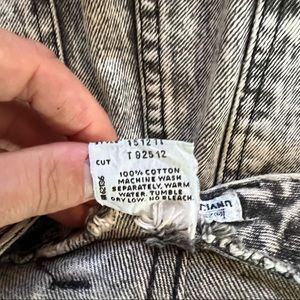 151211
CUT T 92512
100% COTTON
MACHINE WASH
SEPARATELY, WARM
WATER. TUMBLE
DRY LOW. NO BLEACH.